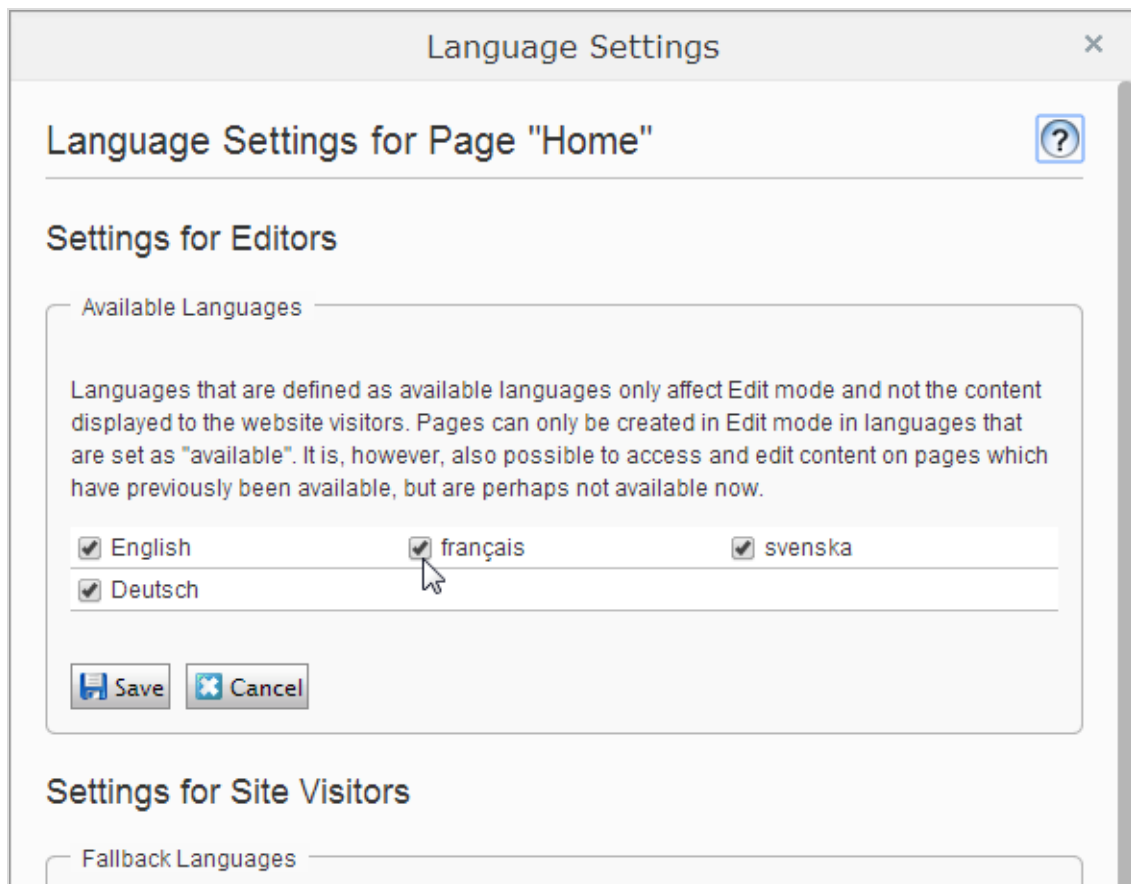 Language Settings
Language Settings for Page "Home"
Settings for Editors
Available Languages
Languages that are defined as available languages only affect Edit mode and not the content
displayed to the website visitors. Pages can only be created in Edit mode in languages that
are set as "available". It is, however, also possible to access and edit content on pages which
have previously been available, but are perhaps not available now.
English français svenska
Deutsch
Save Cancel
Settings for Site Visitors
Fallback Languages